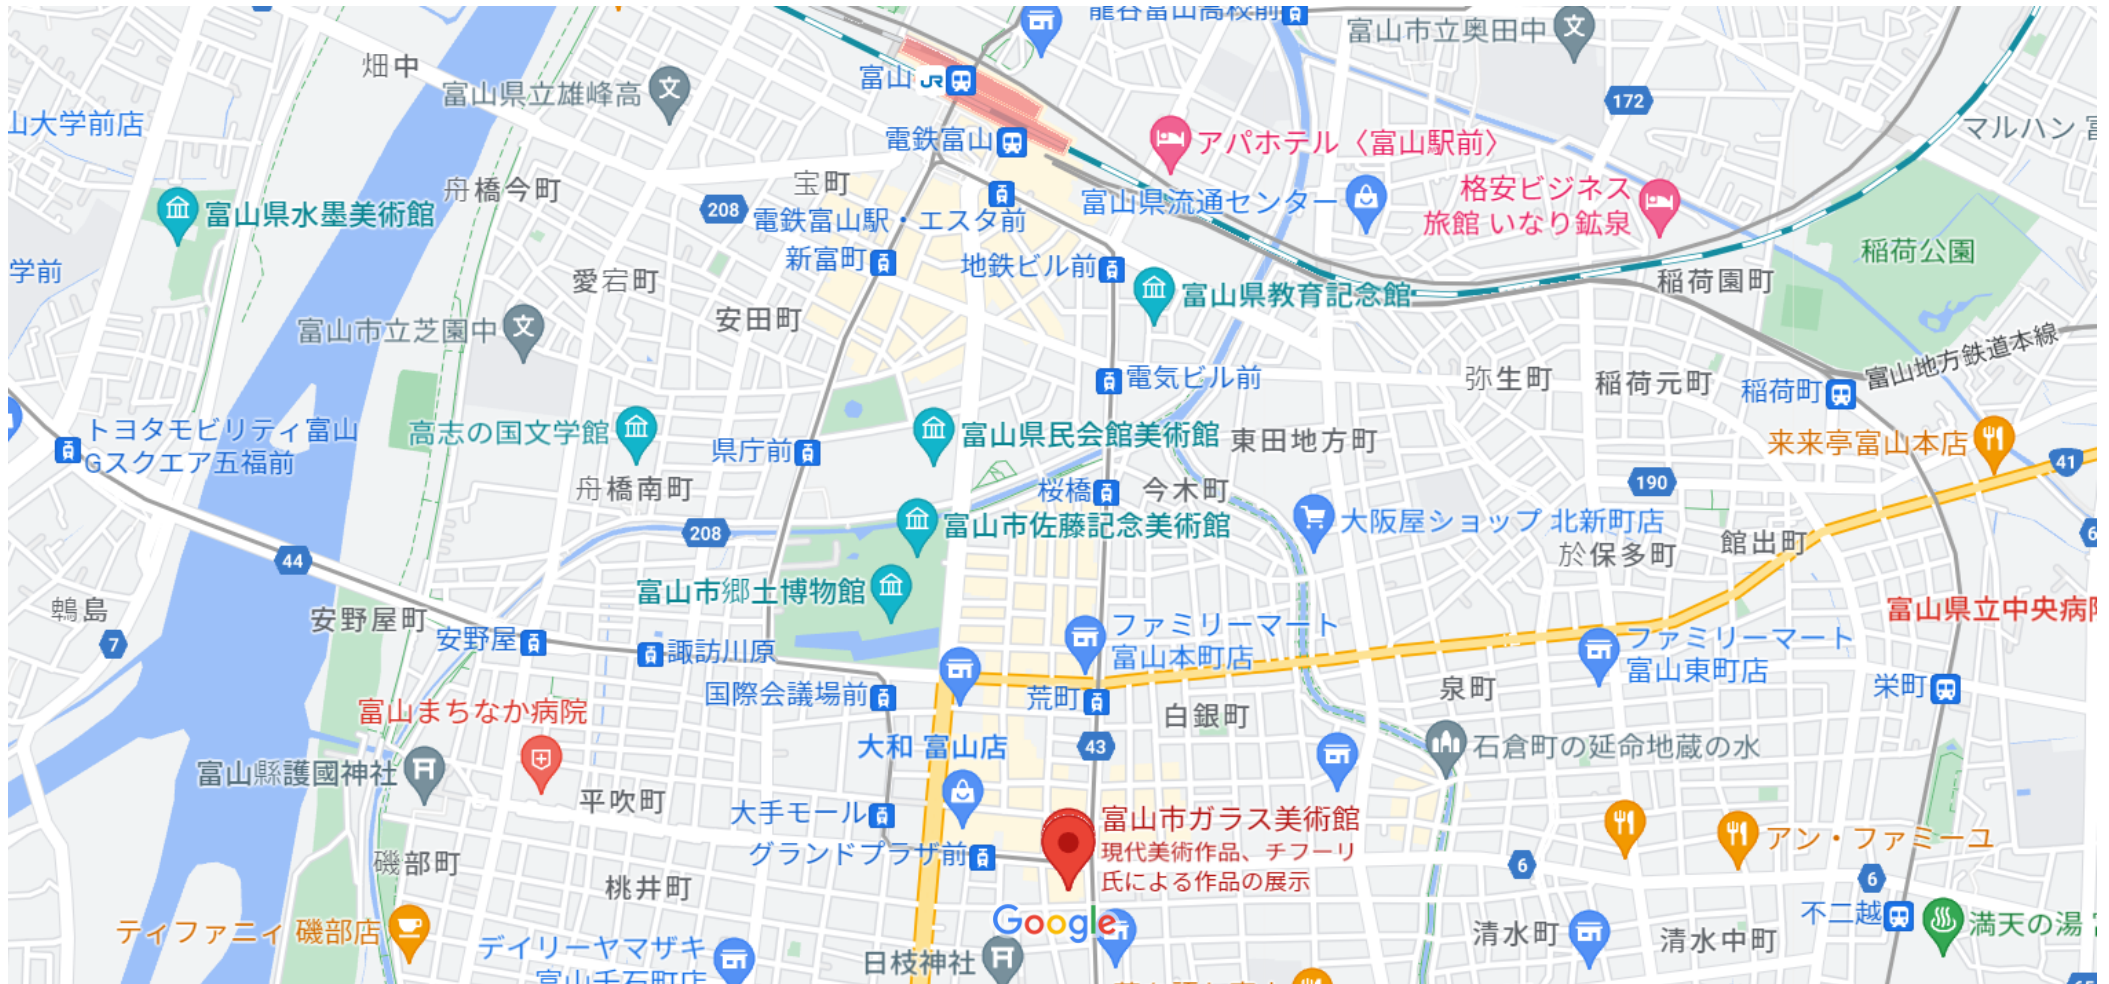 龍谷富山高校前
富山市立奥田中
畑中
富山県立雄峰高
富山 JR
172
山大学前店
電鉄富山
アパホテル〈富山駅前〉
マルハン
舟橋今町
宝町
富山県水墨美術館
208
電鉄富山駅・エスタ前
富山県流通センター
格安ビジネス
旅館 いなり鉱泉
学前
愛宕町
新富町
地鉄ビル前
富山県教育記念館
稲荷園町
稲荷公園
富山市立芝園中
安田町
富山地方鉄道本線
電気ビル前
弥生町
稲荷元町
稲荷町
トヨタモビリティ富山
Gスクエア五福前
高志の国文学館
県庁前
富山県民会館美術館
東田地方町
来来亭富山本店
41
舟橋南町
桜橋
今木町
190
208
富山市佐藤記念美術館
大阪屋ショップ 北新町店
於保多町
館出町
6
44
富山市郷土博物館
鵯島
安野屋町
7
安野屋
諏訪川原
ファミリーマート
富山本町店
ファミリーマート
富山東町店
富山県立中央病院
国際会議場前
荒町
白銀町
泉町
栄町
富山まちなか病院
大和 富山店
43
石倉町の延命地蔵の水
富山縣護國神社
平吹町
大手モール
富山市ガラス美術館
現代美術作品、チフーリ
氏による作品の展示
アン・ファミーユ
磯部町
グランドプラザ前
桃井町
6
6
ティファニィ 磯部店
Google
不二越
満天の湯
デイリーヤマザキ
富山千石町店
日枝神社
清水町
清水中町